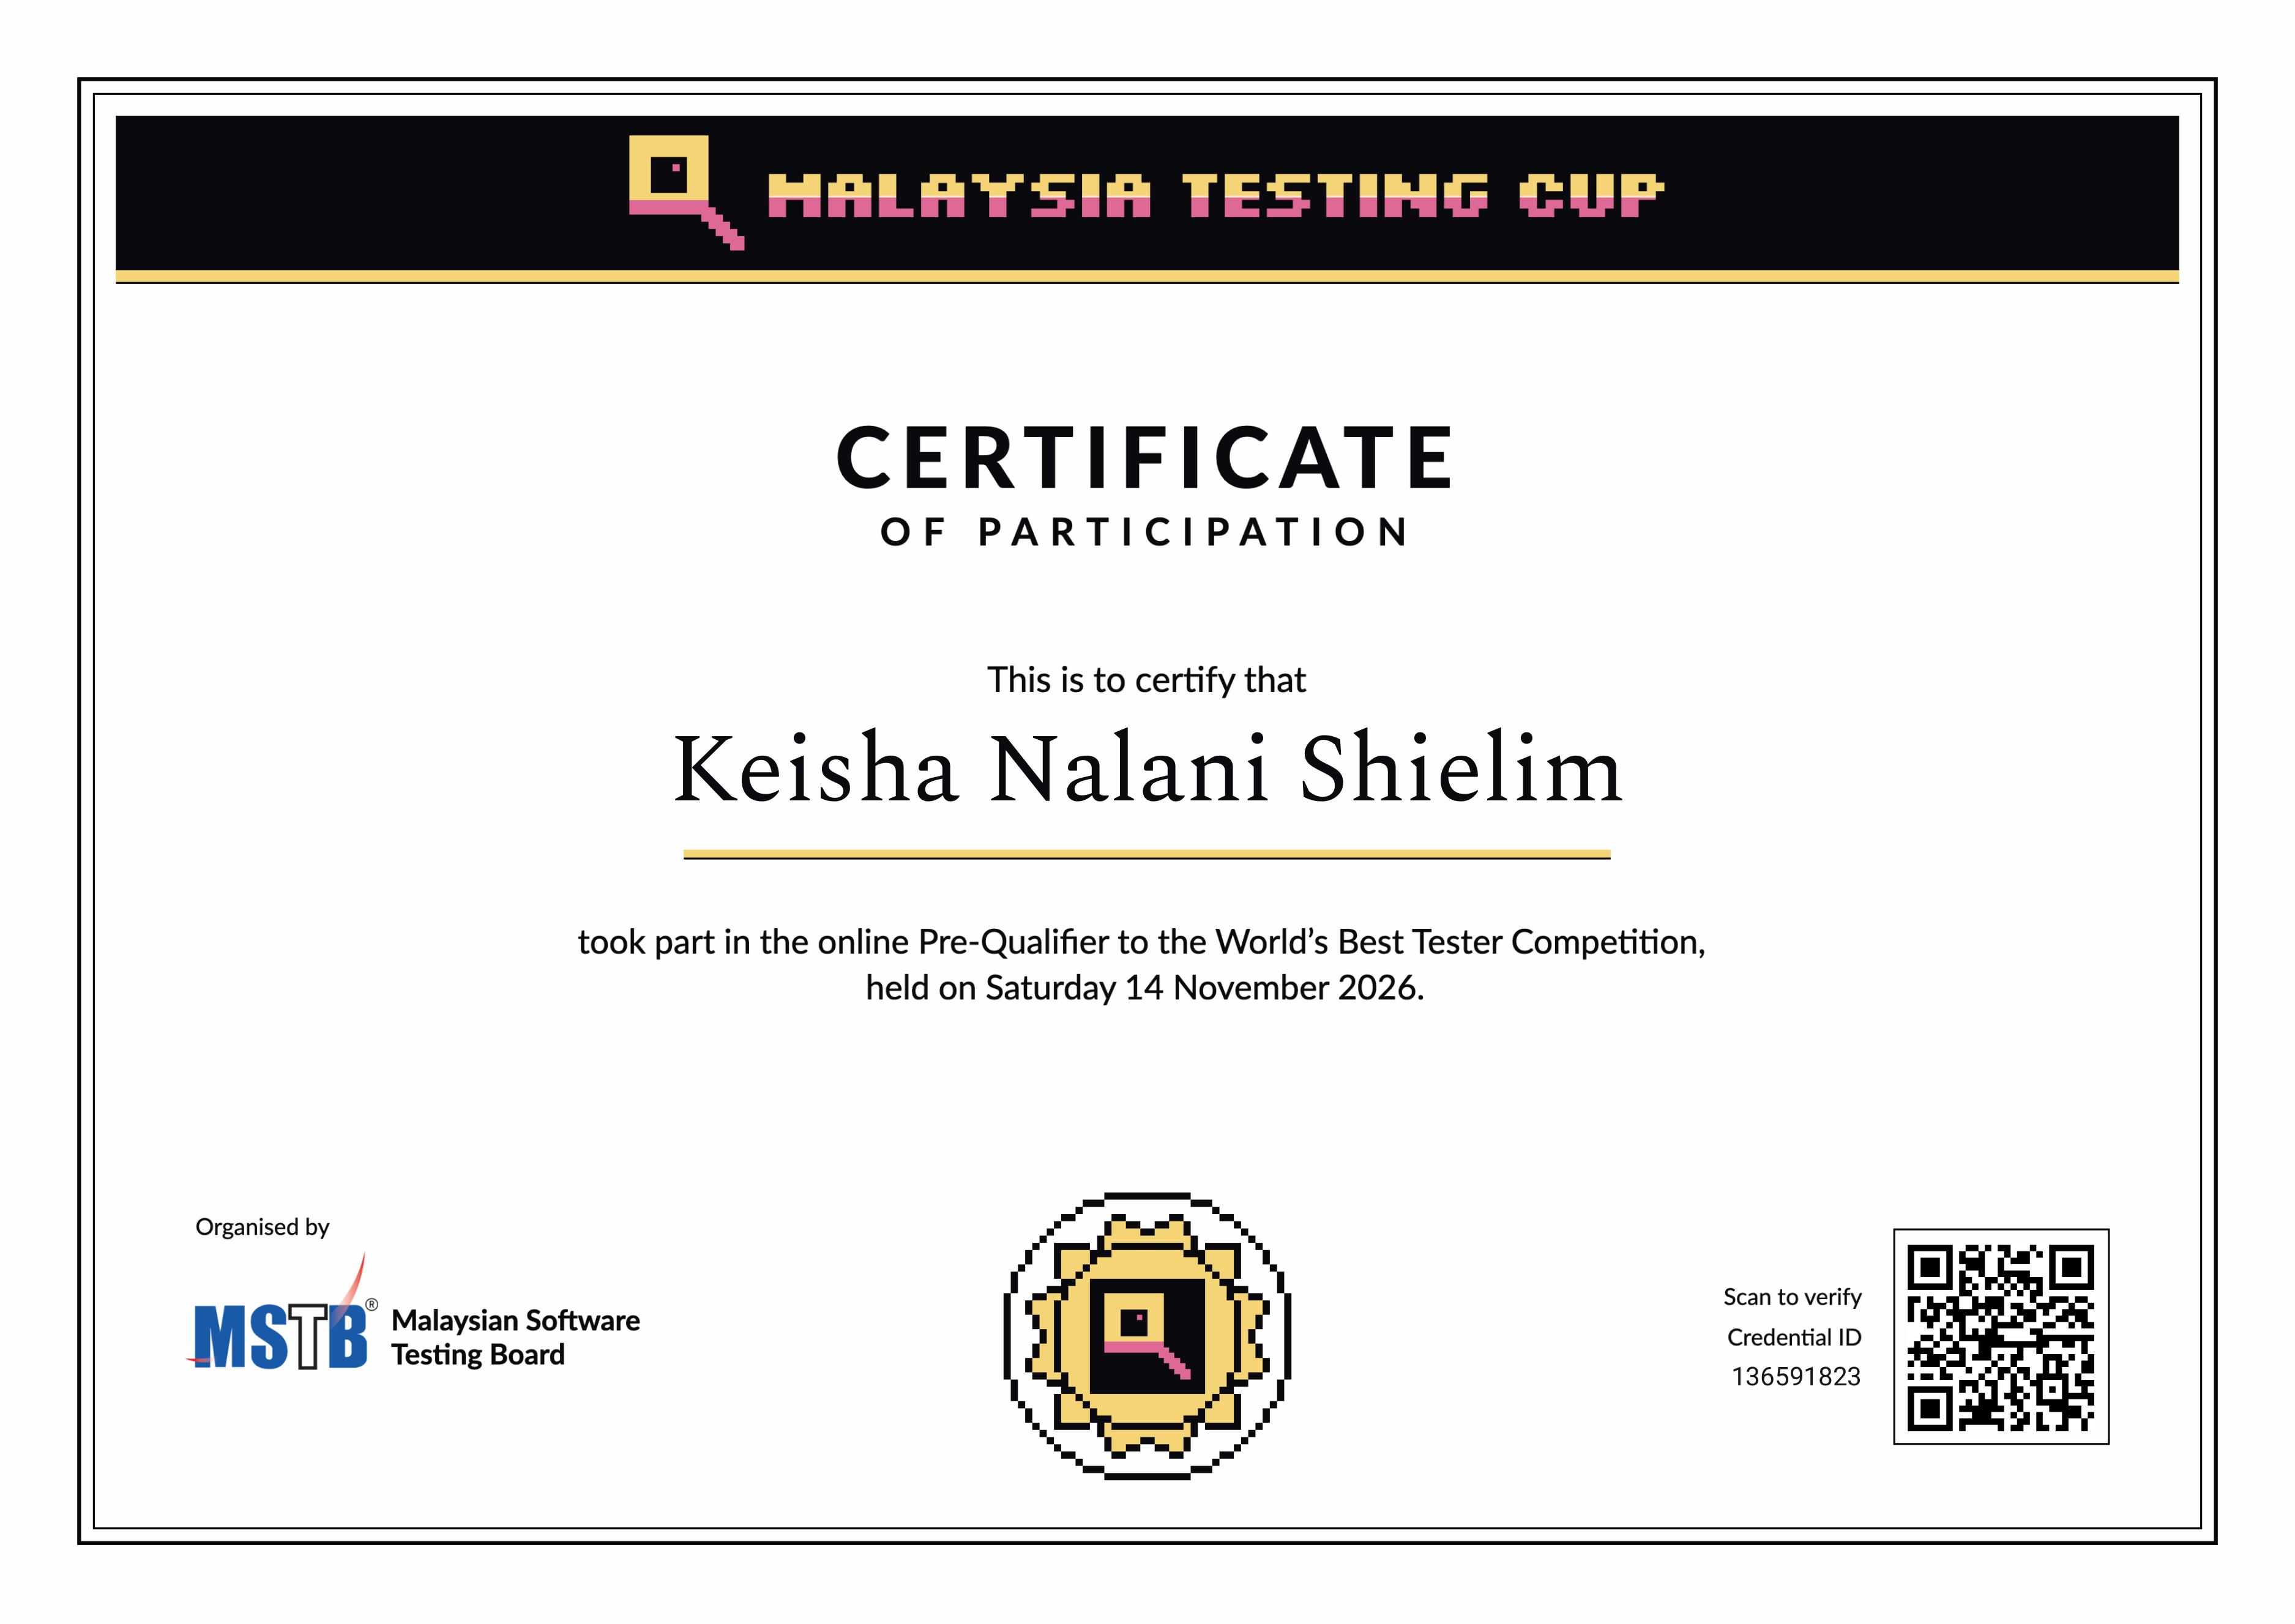 MALAYSIA TESTING CUP
CERTIFICATE
OF PARTICIPATION
This is to certify that
Keisha Nalani Shielim
took part in the online Pre-Qualifier to the World’s Best Tester Competition,
held on Saturday 14 November 2026.
Organised by
MSTB®
Malaysian Software
Testing Board
Scan to verify
Credential ID
136591823